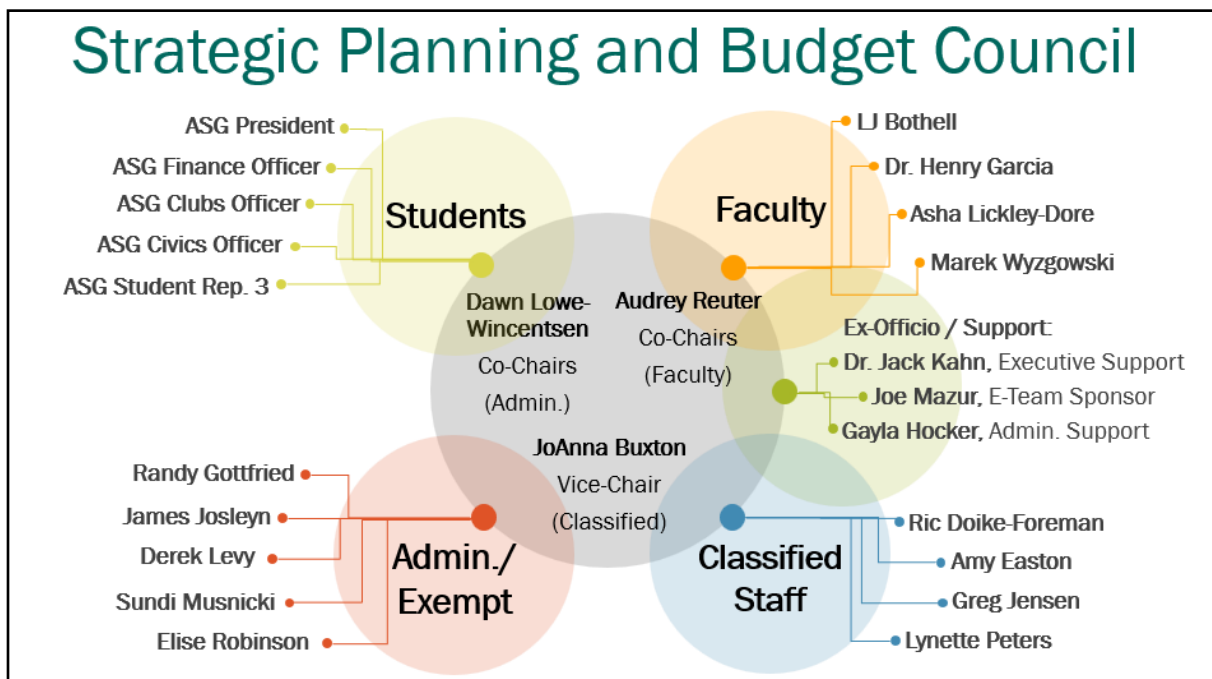 Strategic Planning and Budget Council
ASG President
ASG Finance Officer
ASG Clubs Officer
ASG Civics Officer
ASG Student Rep. 3
Students
Faculty
LJ Bothell
Dr. Henry Garcia
Asha Lickley-Dore
Marek Wyzgowski
Dawn Lowe-
Wincentsen
Co-Chairs
(Admin.)
Audrey Reuter
Co-Chairs
(Faculty)
Ex-Officio / Support:
Dr. Jack Kahn, Executive Support
Joe Mazur, E-Team Sponsor
Gayla Hocker, Admin. Support
JoAnna Buxton
Vice-Chair
(Classified)
Randy Gottfried
James Josleyn
Derek Levy
Sundi Musnicki
Elise Robinson
Admin./
Exempt
Classified
Staff
Ric Doike-Foreman
Amy Easton
Greg Jensen
Lynette Peters